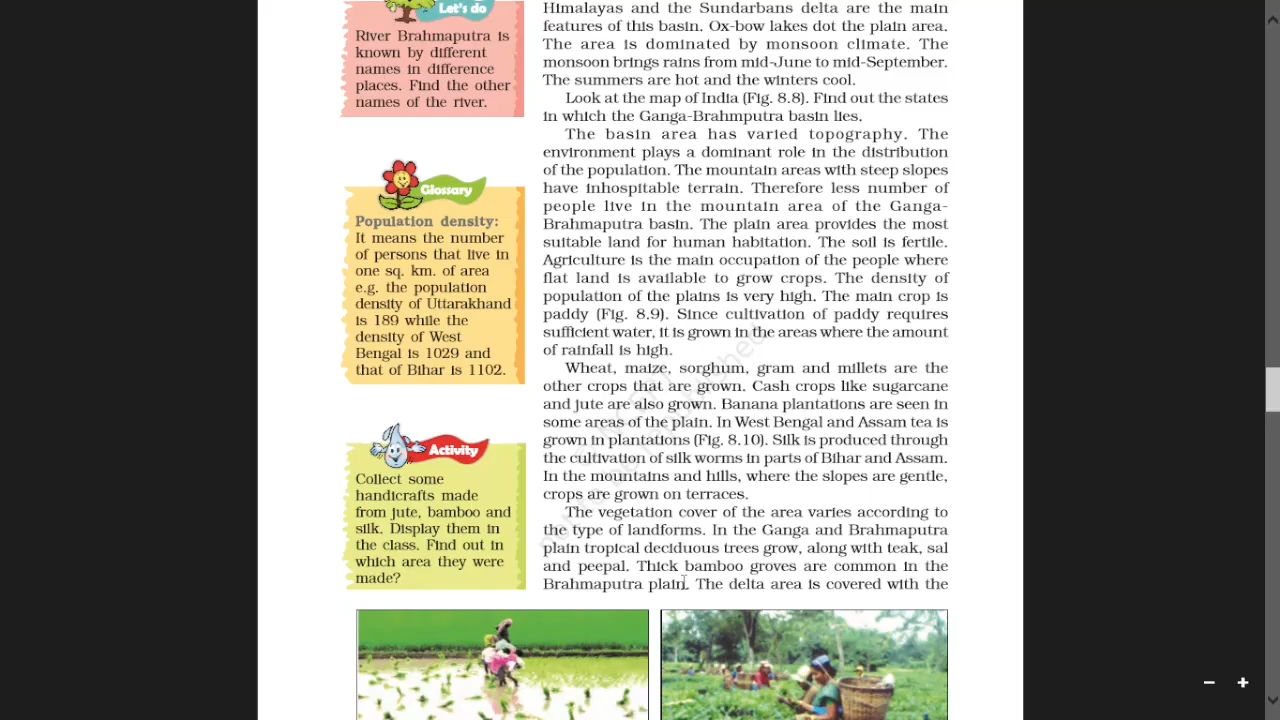 Let's do
River Brahmaputra is
known by different
names in difference
places. Find the other
names of the river.
Glossary
Population density:
It means the number
of persons that live in
one sq. km. of area
e.g. the population
density of Uttarakhand
is 189 while the
density of West
Bengal is 1029 and
that of Bihar is 1102.
Activity
Collect some
handicrafts made
from jute, bamboo and
silk. Display them in
the class. Find out in
which area they were
made?
Himalayas and the Sundarbans delta are the main
features of this basin. Ox-bow lakes dot the plain area.
The area is dominated by monsoon climate. The
monsoon brings rains from mid-June to mid-September.
The summers are hot and the winters cool.
Look at the map of India (Fig. 8.8). Find out the states
in which the Ganga-Brahmputra basin lies.
The basin area has varied topography. The
environment plays a dominant role in the distribution
of the population. The mountain areas with steep slopes
have inhospitable terrain. Therefore less number of
people live in the mountain area of the Ganga-
Brahmaputra basin. The plain area provides the most
suitable land for human habitation. The soil is fertile.
Agriculture is the main occupation of the people where
flat land is available to grow crops. The density of
population of the plains is very high. The main crop is
paddy (Fig. 8.9). Since cultivation of paddy requires
sufficient water, it is grown in the areas where the amount
of rainfall is high.
Wheat, maize, sorghum, gram and millets are the
other crops that are grown. Cash crops like sugarcane
and jute are also grown. Banana plantations are seen in
some areas of the plain. In West Bengal and Assam tea is
grown in plantations (Fig. 8.10). Silk is produced through
the cultivation of silk worms in parts of Bihar and Assam.
In the mountains and hills, where the slopes are gentle,
crops are grown on terraces.
The vegetation cover of the area varies according to
the type of landforms. In the Ganga and Brahmaputra
plain tropical deciduous trees grow, along with teak, sal
and peepal. Thick bamboo groves are common in the
Brahmaputra plain. The delta area is covered with the